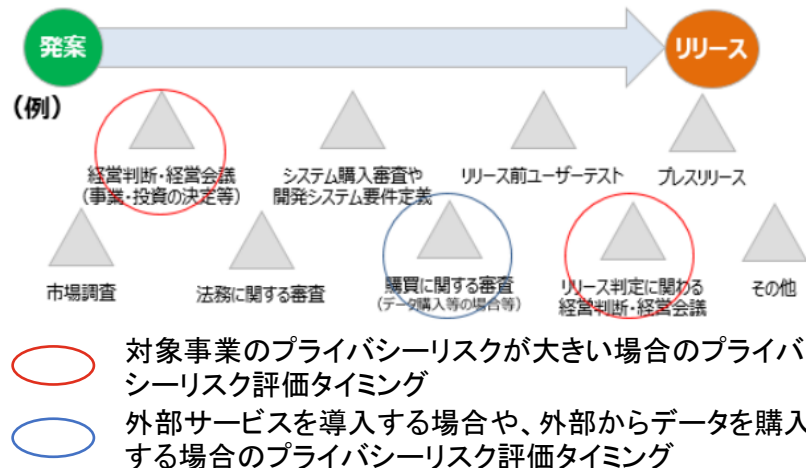 発案
リリース
(例)
経営判断・経営会議
(事業・投資の決定等)
システム購入審査や
開発システム要件定義
リリース前ユーザーテスト
プレスリリース
市場調査
法務に関する審査
購買に関する審査
(データ購入等の場合等)
リリース判定に関わる
経営判断・経営会議
その他
対象事業のプライバシーリスクが大きい場合のプライバ
シーリスク評価タイミング
外部サービスを導入する場合や、外部からデータを購入
する場合のプライバシーリスク評価タイミング